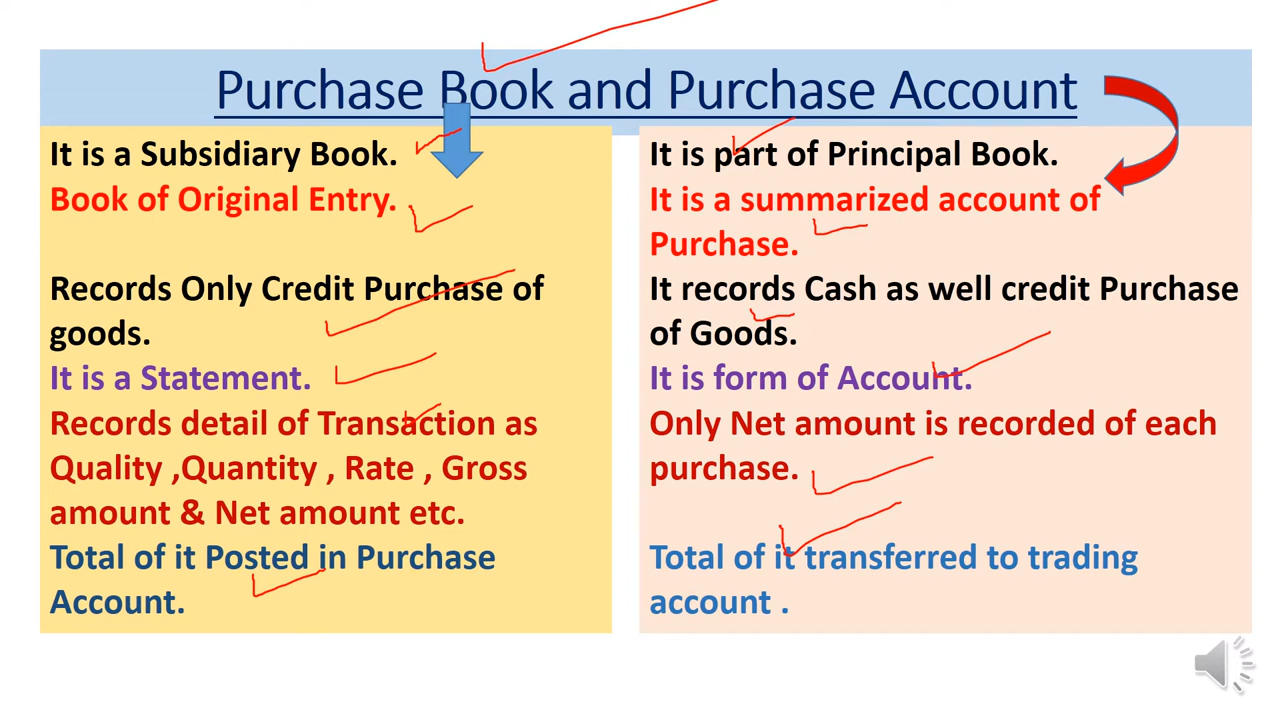 Purchase Book and Purchase Account
It is a Subsidiary Book.
Book of Original Entry.
Records Only Credit Purchase of
goods.
It is a Statement.
Records detail of Transaction as
Quality ,Quantity , Rate , Gross
amount & Net amount etc.
Total of it Posted in Purchase
Account.
It is part of Principal Book.
It is a summarized account of
Purchase.
It records Cash as well credit Purchase
of Goods.
It is form of Account.
Only Net amount is recorded of each
purchase.
Total of it transferred to trading
account .